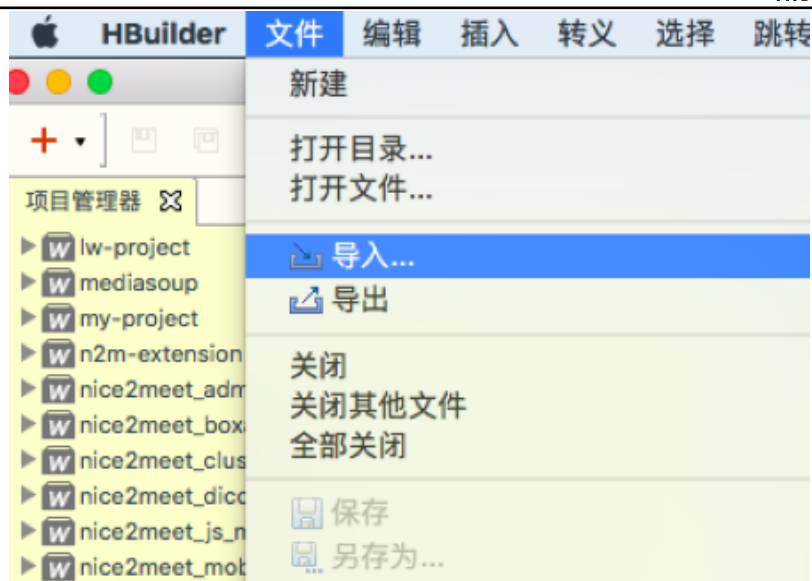 HBuilder 文件 编辑 插入 转义 选择 跳转
新建
打开目录...
打开文件...
项目管理器
lw-project
mediasoup
my-project
n2m-extension
nice2meet_adm
nice2meet_box
nice2meet_clus
nice2meet_dico
nice2meet_js_n
nice2meet_mob
导入...
导出
关闭
关闭其他文件
全部关闭
保存
另存为...